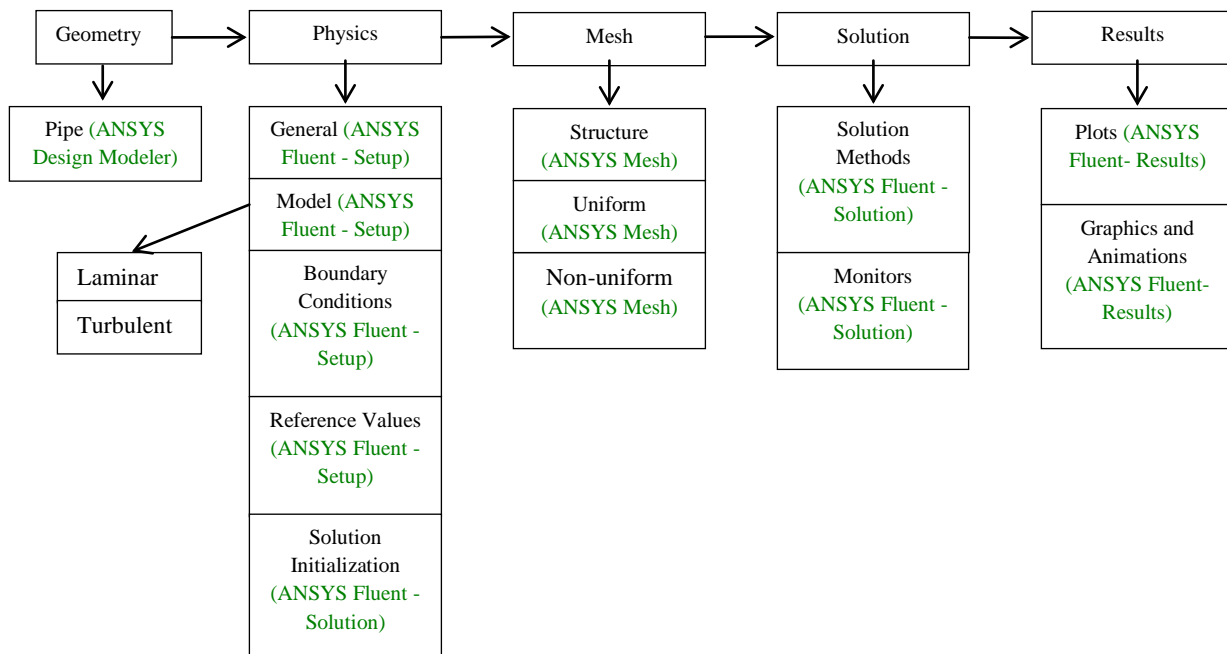 Geometry
Physics
Mesh
Solution
Results
Pipe (ANSYS
Design Modeler)
General (ANSYS
Fluent - Setup)
Model (ANSYS
Fluent - Setup)
Boundary
Conditions
(ANSYS Fluent -
Setup)
Reference Values
(ANSYS Fluent -
Setup)
Solution
Initialization
(ANSYS Fluent -
Solution)
Laminar
Turbulent
Structure
(ANSYS Mesh)
Uniform
(ANSYS Mesh)
Non-uniform
(ANSYS Mesh)
Solution
Methods
(ANSYS Fluent -
Solution)
Monitors
(ANSYS Fluent -
Solution)
Plots (ANSYS
Fluent- Results)
Graphics and
Animations
(ANSYS Fluent-
Results)